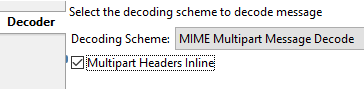 Select the decoding scheme to decode message
Decoder
Decoding Scheme: MIME Multipart Message Decode
Multipart Headers Inline